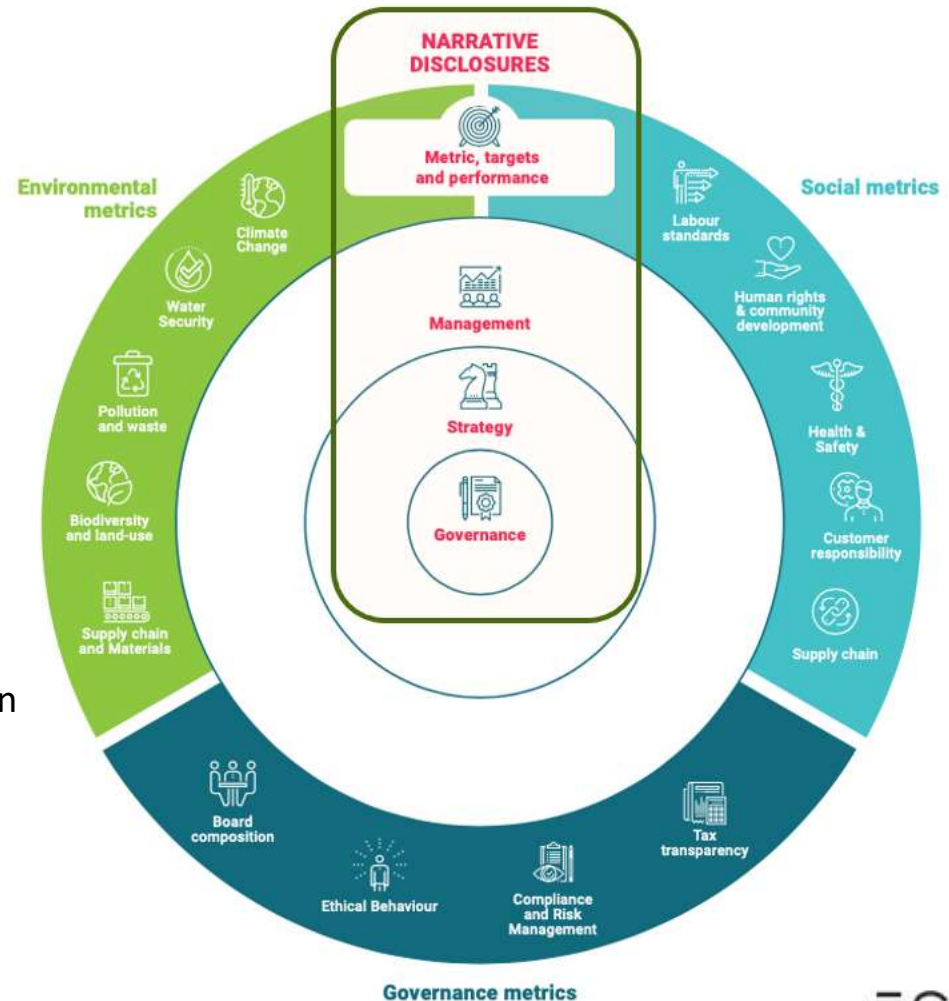 NARRATIVE
DISCLOSURES
Metric, targets
and performance
Management
Strategy
Governance
Environmental
metrics
Climate
Change
Water
Security
Pollution
and waste
Biodiversity
and land-use
Supply chain
and Materials
Social metrics
Labour
standards
Human rights
& community
development
Health &
Safety
Customer
responsibility
Supply chain
Board
composition
Ethical Behaviour
Compliance
and Risk
Management
Tax
transparency
Governance metrics